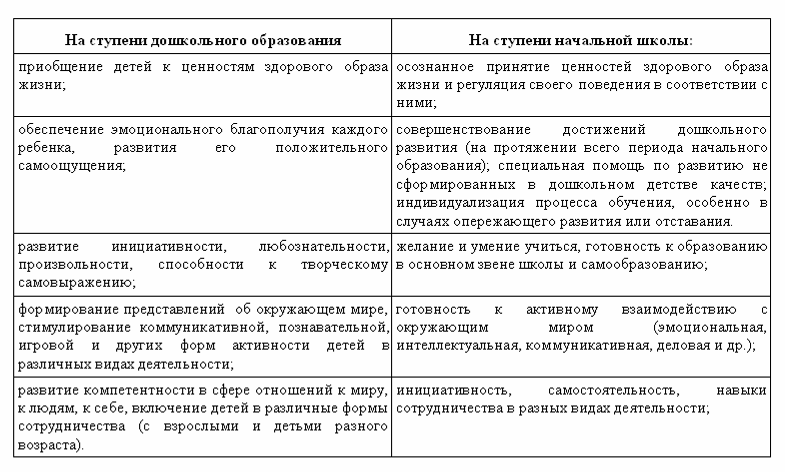 На ступени дошкольного образования
На ступени начальной школы:
приобщение детей к ценностям здорового образа
жизни;
осознанное принятие ценностей здорового образа
жизни и регуляция своего поведения в соответствии с
ними;
обеспечение эмоционального благополучия каждого
ребенка, развития его положительного
самоощущения;
совершенствование достижений дошкольного
развития (на протяжении всего периода начального
образования); специальная помощь по развитию не
сформированных в дошкольном детстве качеств;
индивидуализация процесса обучения, особенно в
случаях опережающего развития или отставания.
развитие инициативности, любознательности,
произвольности, способности к творческому
самовыражению;
желание и умение учиться, готовность к образованию
в основном звене школы и самообразованию;
формирование представлений об окружающем мире,
стимулирование коммуникативной, познавательной,
игровой и других форм активности детей в
различных видах деятельности;
готовность к активному взаимодействию с
окружающим миром (эмоциональная,
интеллектуальная, коммуникативная, деловая и др.);
развитие компетентности в сфере отношений к миру,
к людям, к себе, включение детей в различные формы
сотрудничества (с взрослыми и детьми разного
возраста).
инициативность, самостоятельность, навыки
сотрудничества в разных видах деятельности;